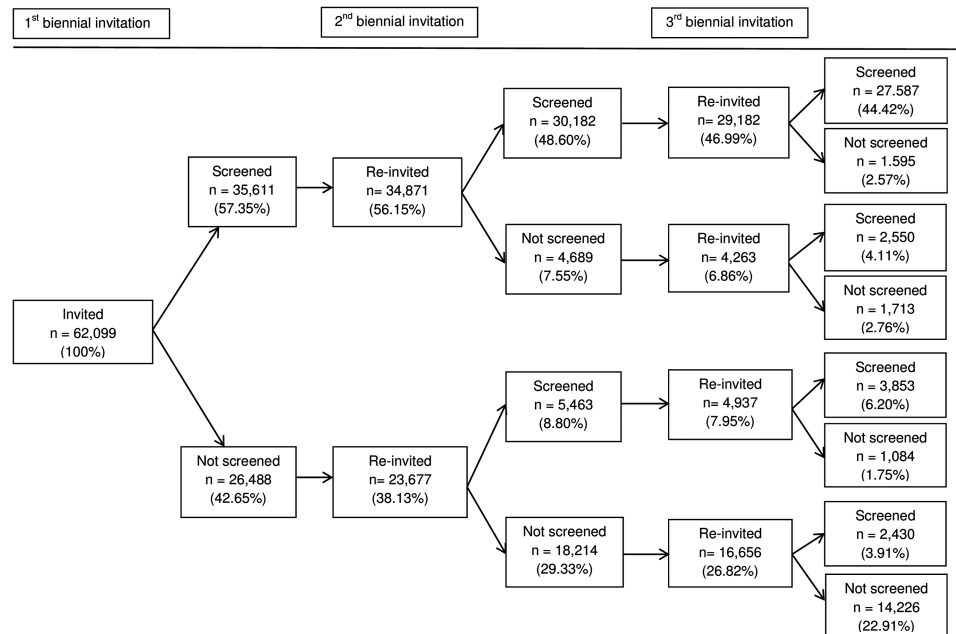 1st biennial invitation
2nd biennial invitation
3rd biennial invitation
Invited
n = 62,099
(100%)
Screened
n = 35,611
(57.35%)
Not screened
n = 26,488
(42.65%)
Re-invited
n= 34,871
(56.15%)
Re-invited
n= 23,677
(38.13%)
Screened
n = 30,182
(48.60%)
Not screened
n = 4,689
(7.55%)
Screened
n = 5,463
(8.80%)
Not screened
n = 18,214
(29.33%)
Re-invited
n= 29,182
(46.99%)
Re-invited
n= 4,263
(6.86%)
Re-invited
n= 4,937
(7.95%)
Re-invited
n= 16,656
(26.82%)
Screened
n = 27.587
(44.42%)
Not screened
n = 1.595
(2.57%)
Screened
n = 2,550
(4.11%)
Not screened
n = 1,713
(2.76%)
Screened
n = 3,853
(6.20%)
Not screened
n = 1,084
(1.75%)
Screened
n = 2,430
(3.91%)
Not screened
n = 14,226
(22.91%)